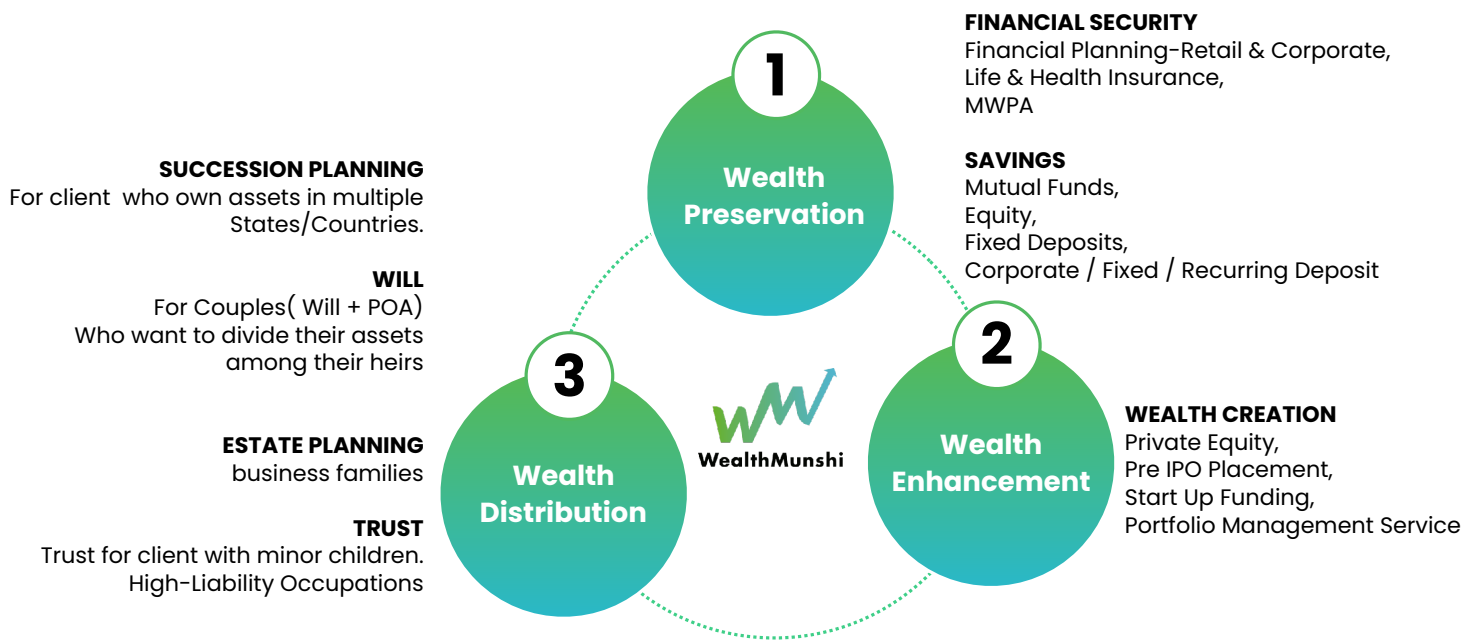 1
Wealth
Preservation
FINANCIAL SECURITY
Financial Planning-Retail & Corporate,
Life & Health Insurance,
MWPA
SAVINGS
Mutual Funds,
Equity,
Fixed Deposits,
Corporate / Fixed / Recurring Deposit
2
Wealth
Enhancement
WEALTH CREATION
Private Equity,
Pre IPO Placement,
Start Up Funding,
Portfolio Management Service
3
Wealth
Distribution
SUCCESSION PLANNING
For client who own assets in multiple
States/Countries.
WILL
For Couples( Will + POA)
Who want to divide their assets
among their heirs
ESTATE PLANNING
business families
TRUST
Trust for client with minor children.
High-Liability Occupations
WM
WealthMunshi